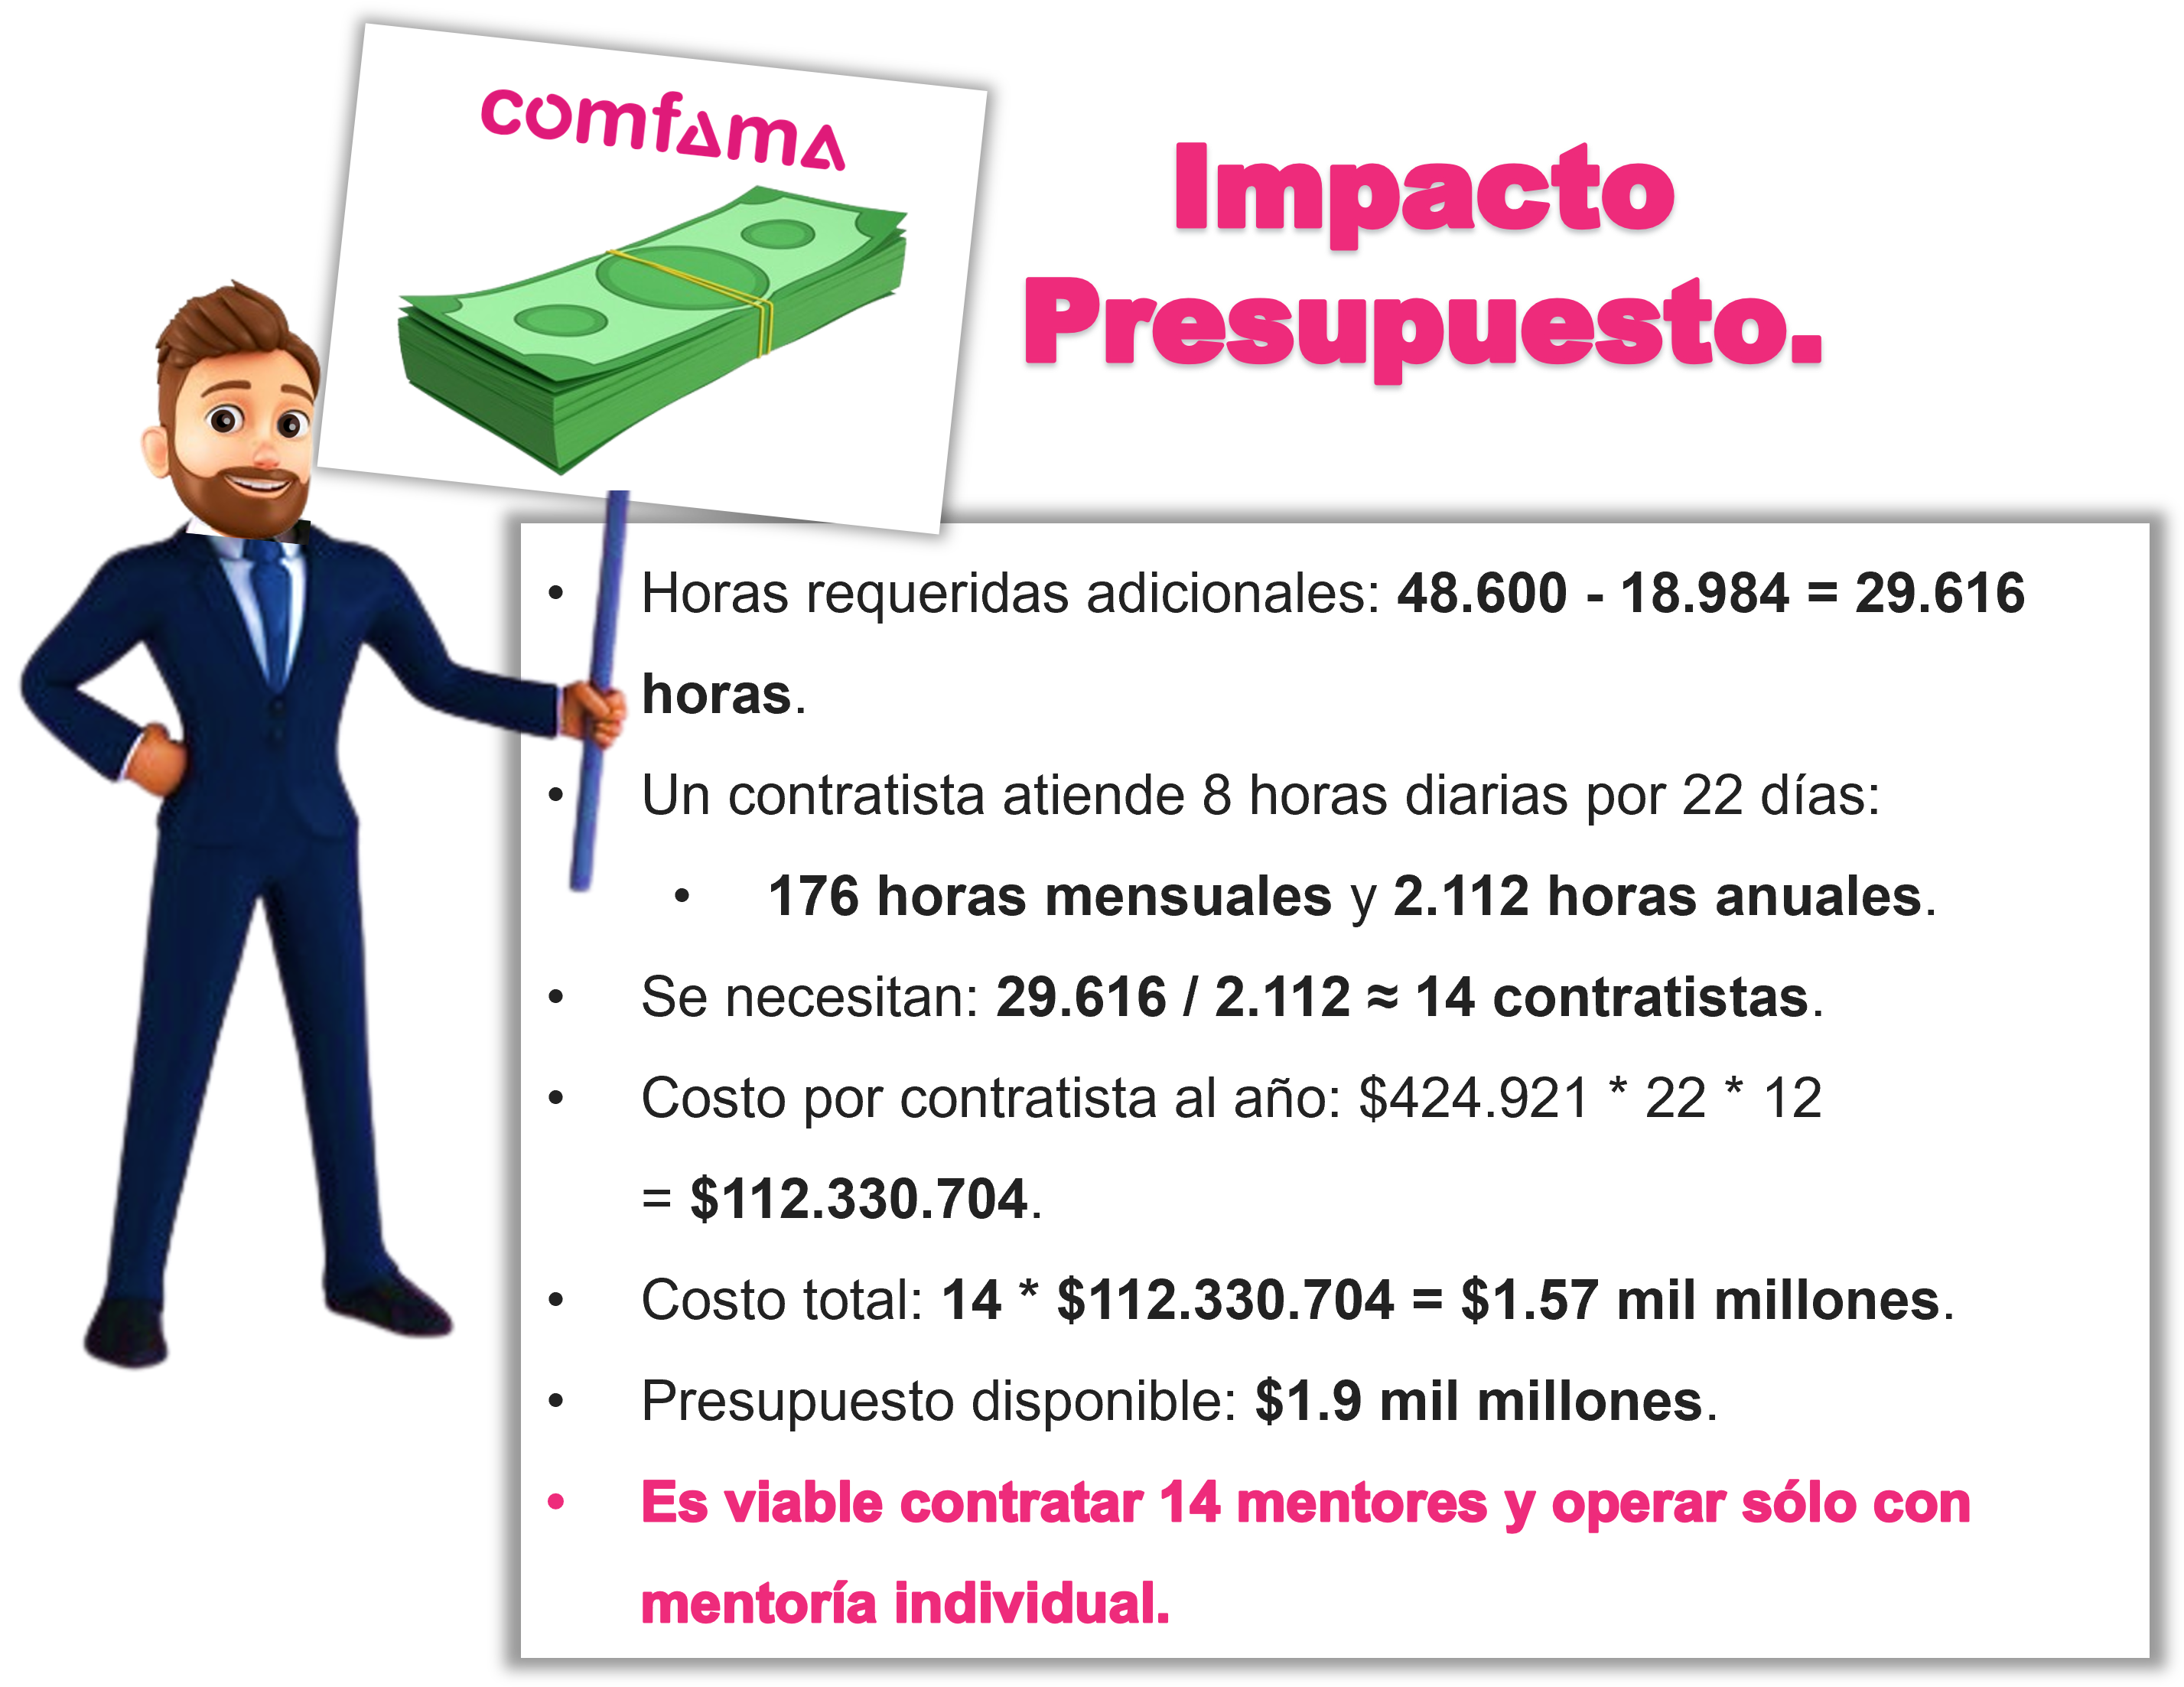 comfama
Impacto
Presupuesto.
• Horas requeridas adicionales: 48.600 - 18.984 = 29.616
horas.
• Un contratista atiende 8 horas diarias por 22 días:
• 176 horas mensuales y 2.112 horas anuales.
• Se necesitan: 29.616 / 2.112 ≈ 14 contratistas.
• Costo por contratista al año: $424.921 * 22 * 12
= $112.330.704.
• Costo total: 14 * $112.330.704 = $1.57 mil millones.
• Presupuesto disponible: $1.9 mil millones.
• Es viable contratar 14 mentores y operar sólo con
mentoría individual.